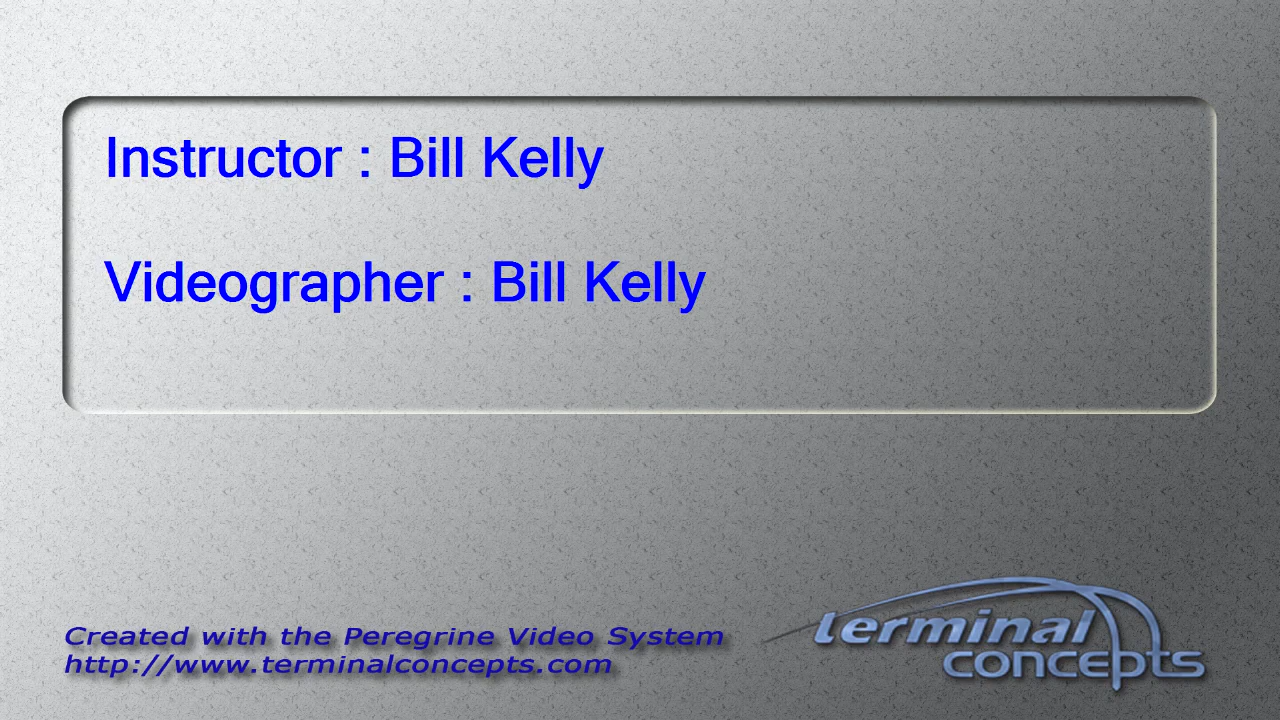 Instructor : Bill Kelly
Videographer : Bill Kelly
Created with the Peregrine Video System
http://www.terminalconcepts.com
terminal
concepts